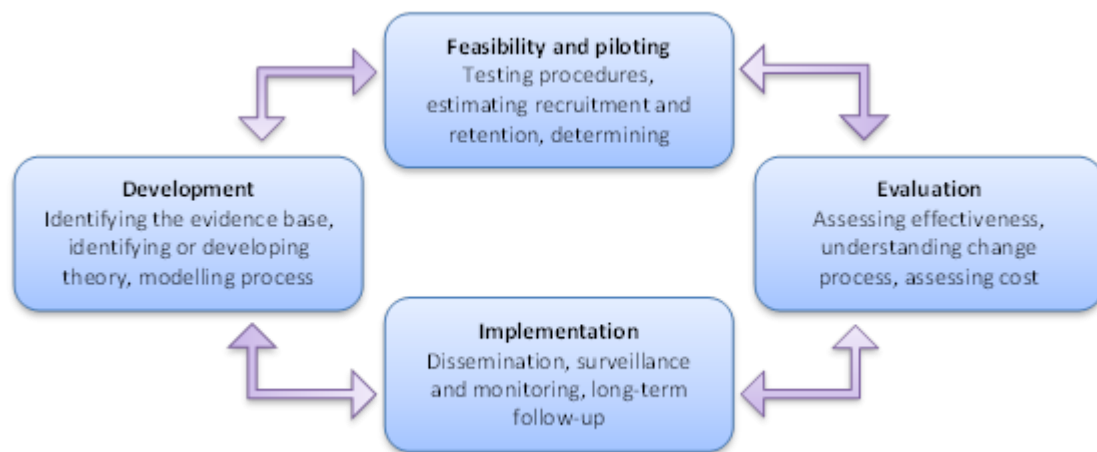 Feasibility and piloting
Testing procedures,
estimating recruitment and
retention, determining
Development
Identifying the evidence base,
identifying or developing
theory, modelling process
Evaluation
Assessing effectiveness,
understanding change
process, assessing cost
Implementation
Dissemination, surveillance
and monitoring, long-term
follow-up